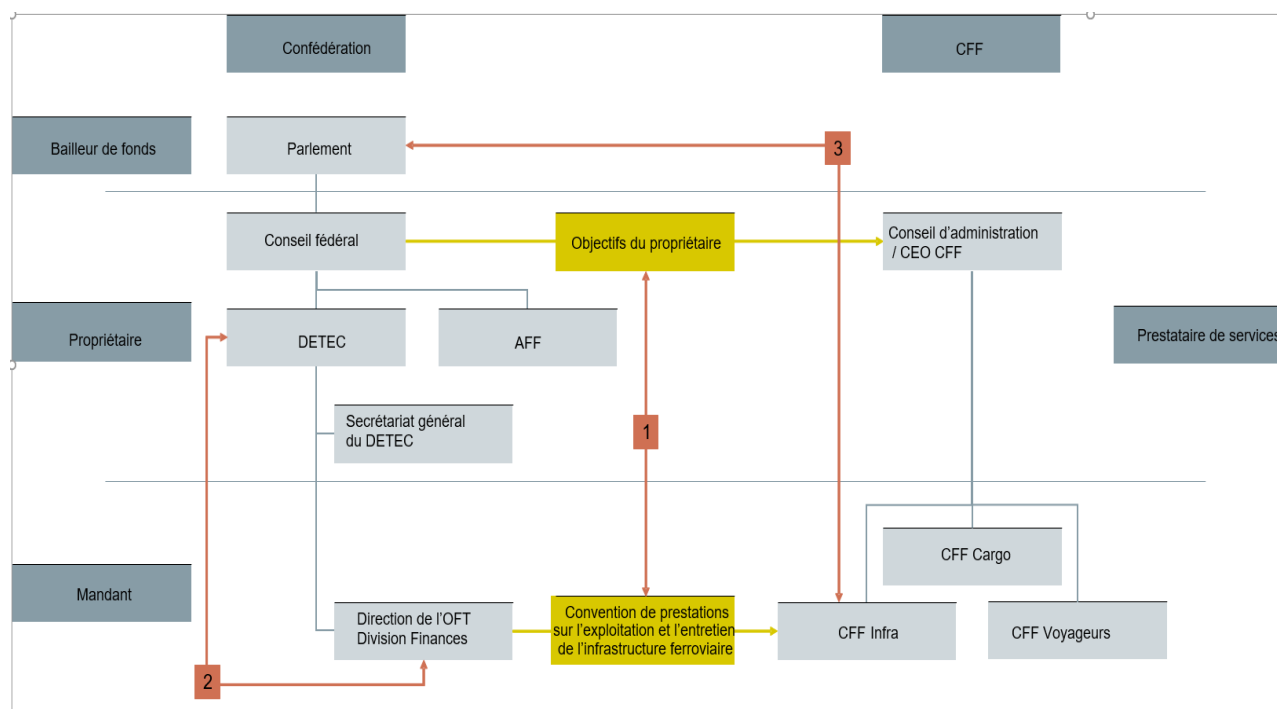 Confédération
CFF
Bailleur de fonds
Parlement
3
Conseil fédéral
Objectifs du propriétaire
Conseil d’administration
/ CEO CFF
Propriétaire
DETEC
AFF
Prestataire de services
Secrétariat général
du DETEC
1
CFF Cargo
Mandant
Direction de l’OFT
Division Finances
Convention de prestations
sur l’exploitation et l’entretien
de l’infrastructure ferroviaire
CFF Infra
CFF Voyageurs
2